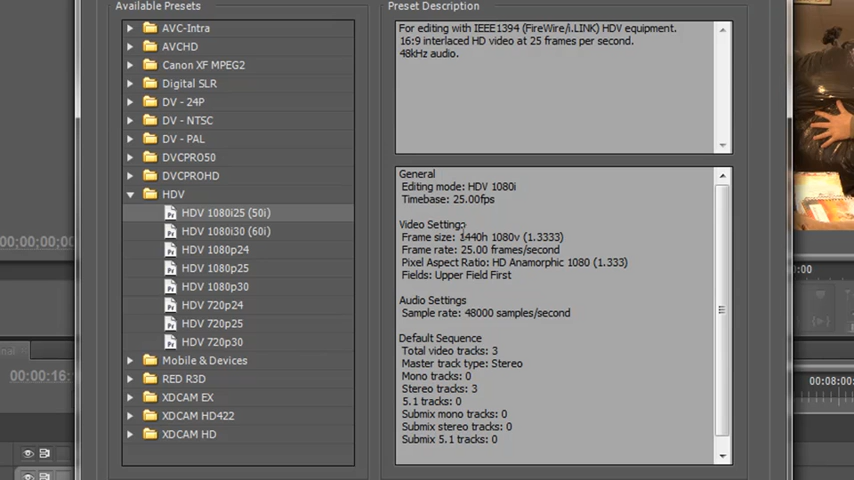 Available Presets
AVC-Intra
AVCHD
Canon XF MPEG2
Digital SLR
DV - 24P
DV - NTSC
DV - PAL
DVCPRO50
DVCPROHD
HDV
HDV 1080i25 (50i)
HDV 1080i30 (60i)
HDV 1080p24
HDV 1080p25
HDV 1080p30
HDV 720p24
HDV 720p25
HDV 720p30
Mobile & Devices
RED R3D
XDCAM EX
XDCAM HD422
XDCAM HD
Preset Description
For editing with IEEE1394 (FireWire/i.LINK) HDV equipment.
16:9 interlaced HD video at 25 frames per second.
48kHz audio.
General
Editing mode: HDV 1080i
Timebase: 25.00fps
Video Settings
Frame size: 1440h 1080v (1.3333)
Frame rate: 25.00 frames/second
Pixel Aspect Ratio: HD Anamorphic 1080 (1.333)
Fields: Upper Field First
Audio Settings
Sample rate: 48000 samples/second
Default Sequence
Total video tracks: 3
Master track type: Stereo
Mono tracks: 0
Stereo tracks: 3
5.1 tracks: 0
Submix mono tracks: 0
Submix stereo tracks: 0
Submix 5.1 tracks: 0
00:00:16:
:00
00:08:00